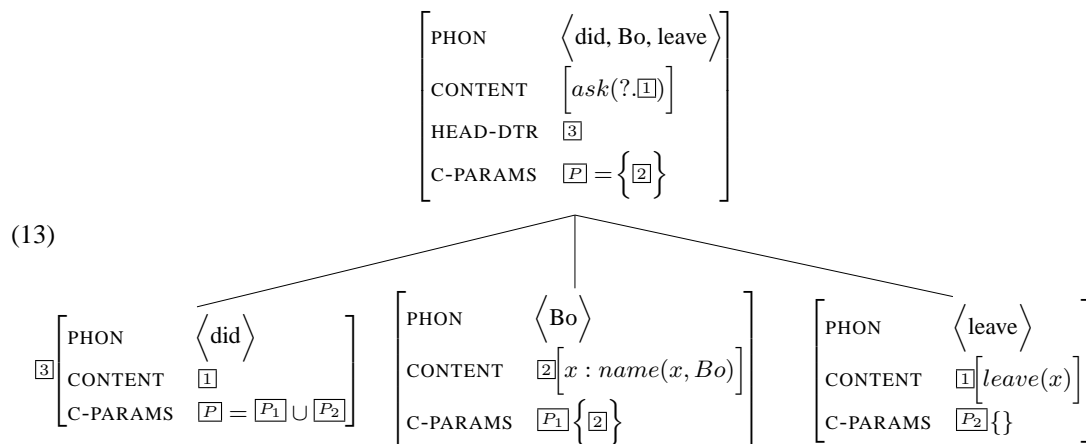 PHON ⟨did, Bo, leave⟩
CONTENT [ask(?.1)]
HEAD-DTR 3
C-PARAMS P = {2}
(13)
3 PHON ⟨did⟩
CONTENT 1
C-PARAMS P = P1 ∪ P2
PHON ⟨Bo⟩
CONTENT 2[x : name(x, Bo)]
C-PARAMS P1{2}
PHON ⟨leave⟩
CONTENT 1[leave(x)]
C-PARAMS P2{}